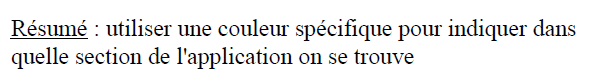 Résumé : utiliser une couleur spécifique pour indiquer dans
quelle section de l'application on se trouve